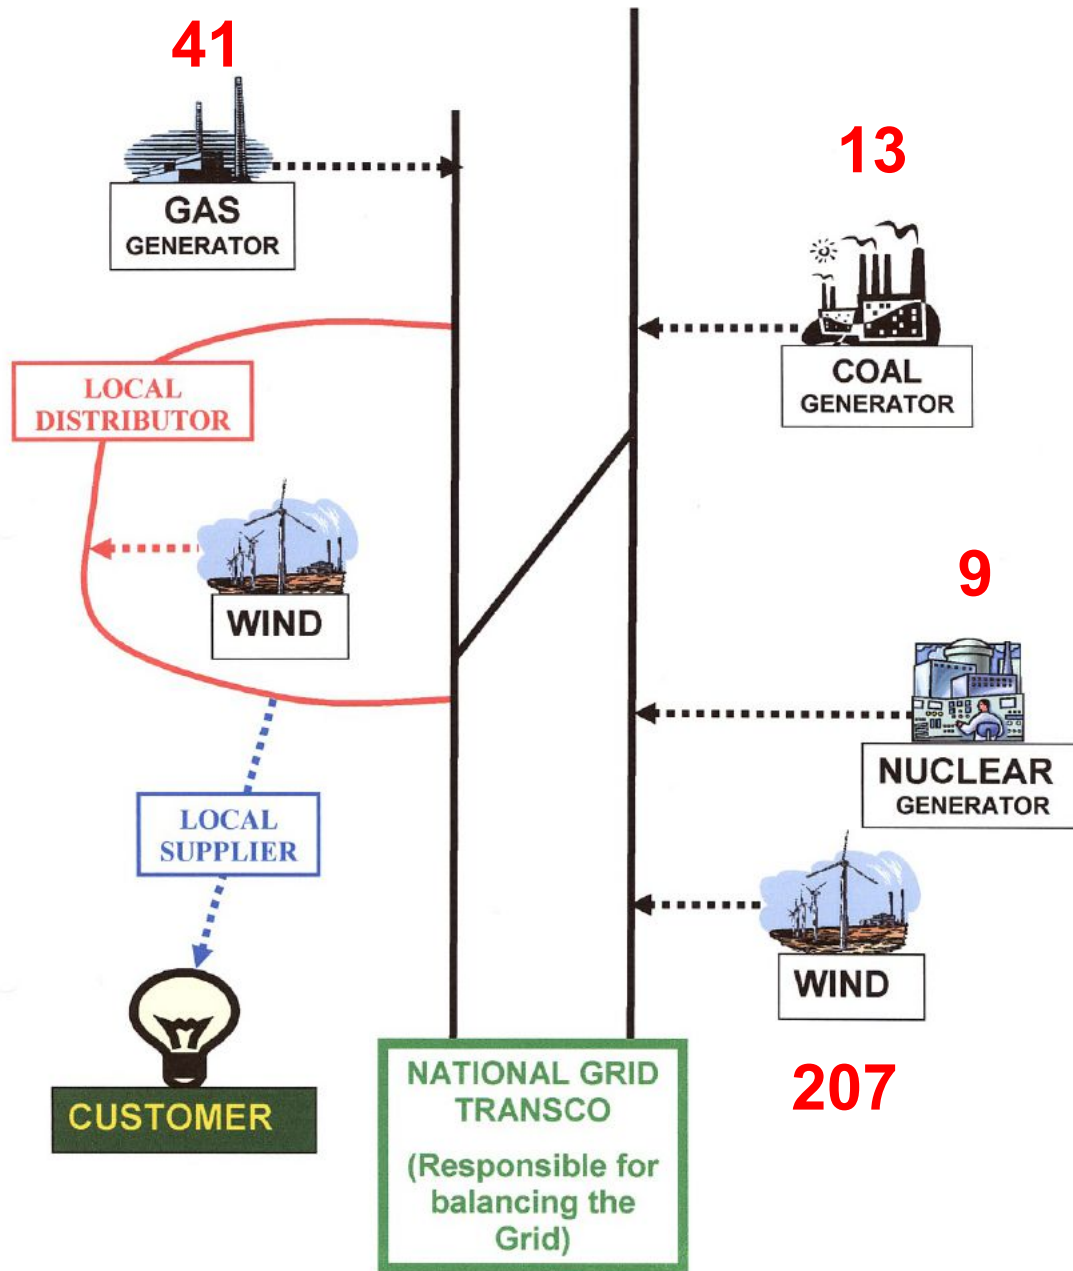 41
GAS
GENERATOR
13
COAL
GENERATOR
LOCAL
DISTRIBUTOR
WIND
9
NUCLEAR
GENERATOR
LOCAL
SUPPLIER
WIND
207
CUSTOMER
NATIONAL GRID
TRANSCO
(Responsible for
balancing the
Grid)